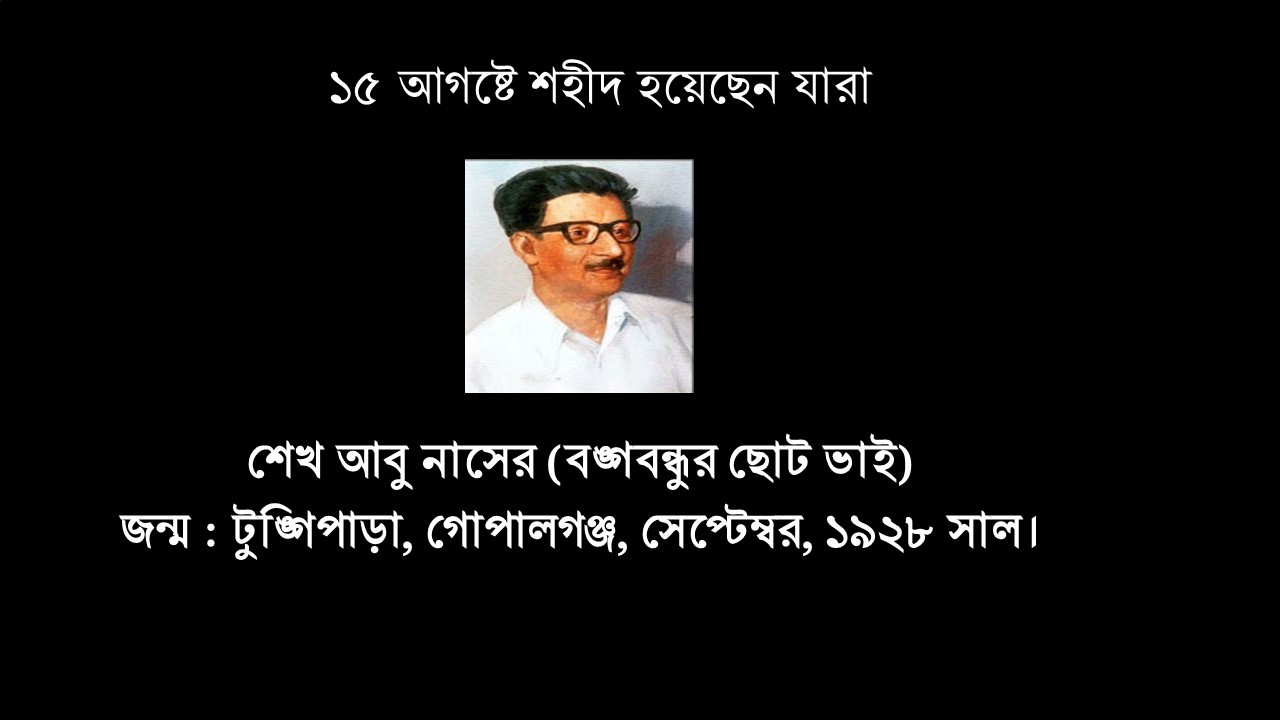 ১৫ আগষ্টে শহীদ হয়েছেন যারা
শেখ আবু নাসের (বঙ্গবন্ধুর ছোট ভাই)
জন্ম : টুঙ্গিপাড়া, গোপালগঞ্জ, সেপ্টেম্বর, ১৯২৮ সাল।